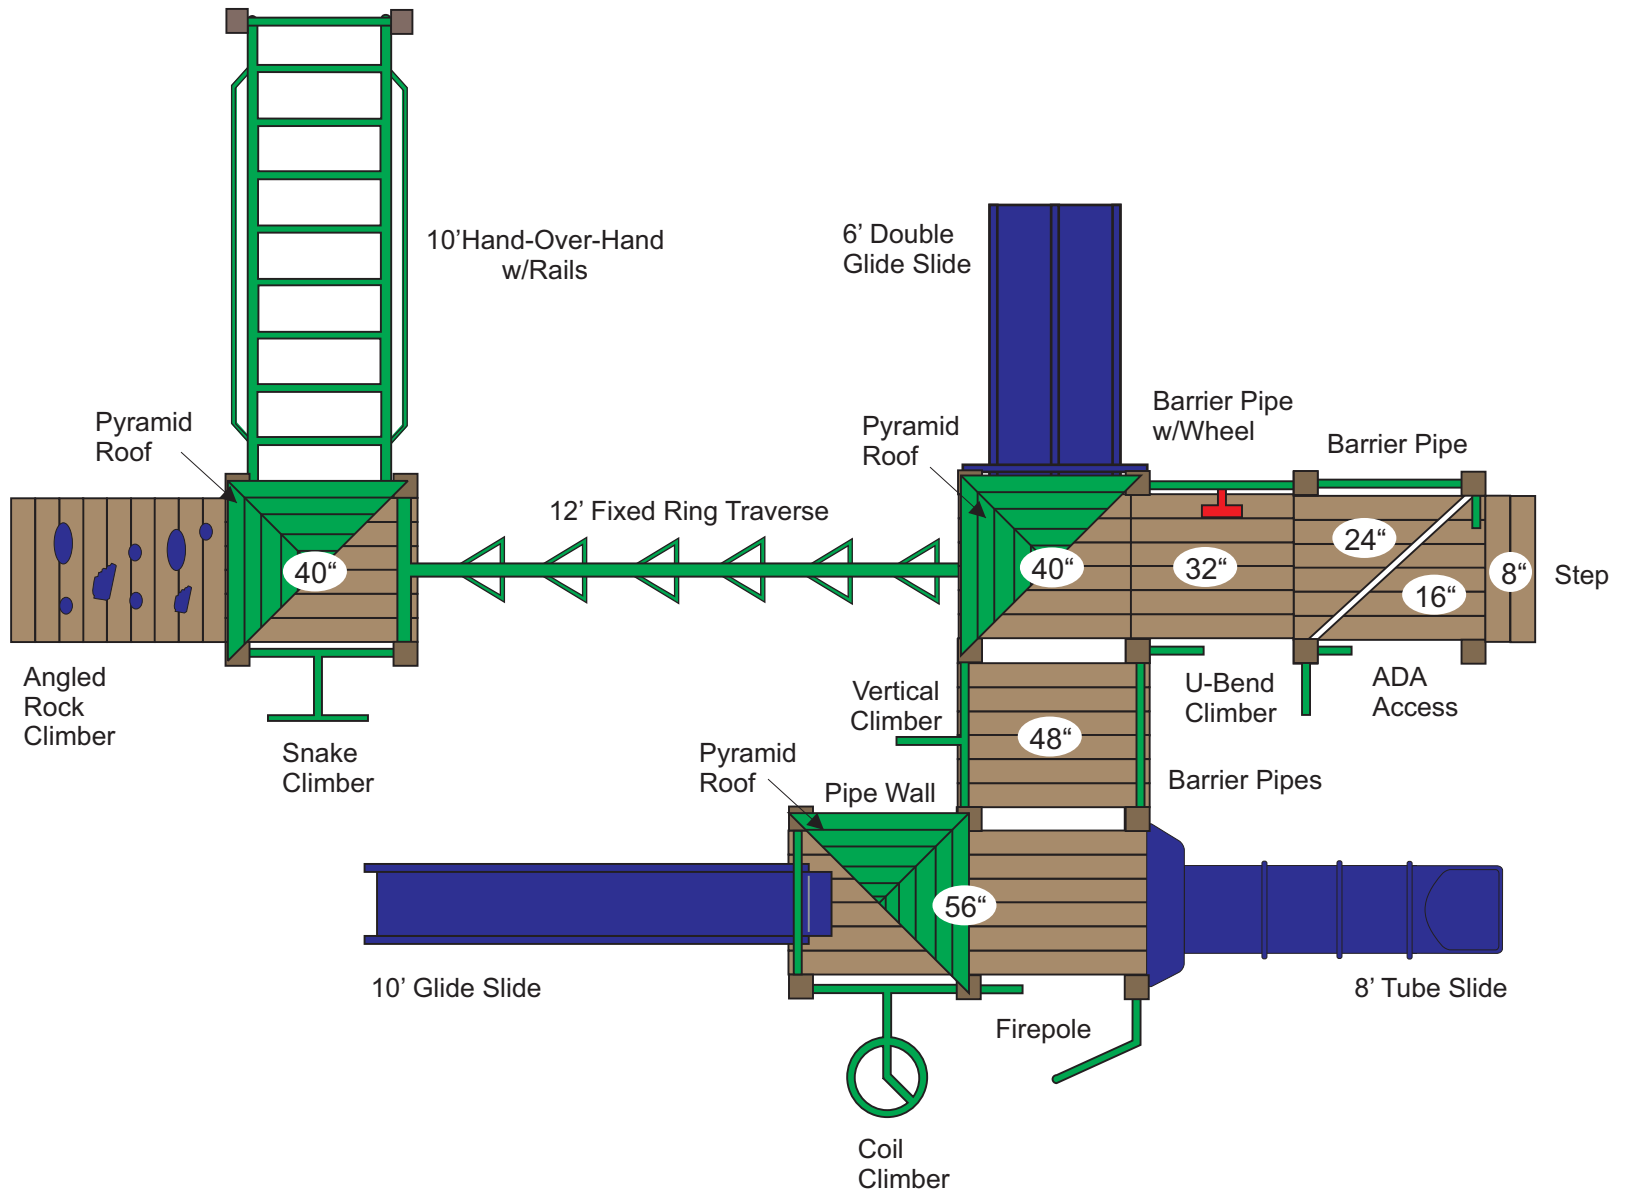 10’Hand-Over-Hand
w/Rails
6’ Double
Glide Slide
Pyramid
Roof
Pyramid
Roof
Barrier Pipe
w/Wheel
Barrier Pipe
12’ Fixed Ring Traverse
40“
40“
32“
24“
16“
8“
Step
Angled
Rock
Climber
Snake
Climber
Vertical
Climber
48“
U-Bend
Climber
ADA
Access
Pyramid
Roof
Pipe Wall
Barrier Pipes
56“
10’ Glide Slide
8’ Tube Slide
Firepole
Coil
Climber